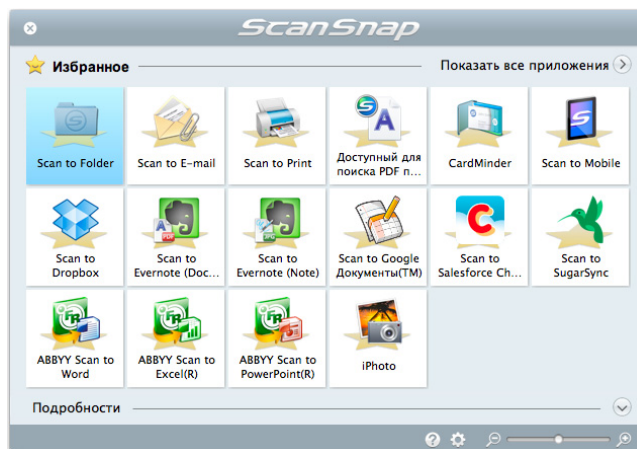 ScanSnap
Избранное
Показать все приложения
Scan to Folder
Scan to E-mail
Scan to Print
Доступный для
поиска PDF п...
CardMinder
Scan to Mobile
Scan to
Dropbox
Scan to
Evernote (Doc...
Scan to
Evernote (Note)
Scan to Google
Документы(TM)
Scan to
Salesforce Ch...
Scan to
SugarSync
ABBYY Scan to
Word
ABBYY Scan to
Excel(R)
ABBYY Scan to
PowerPoint(R)
iPhoto
Подробности